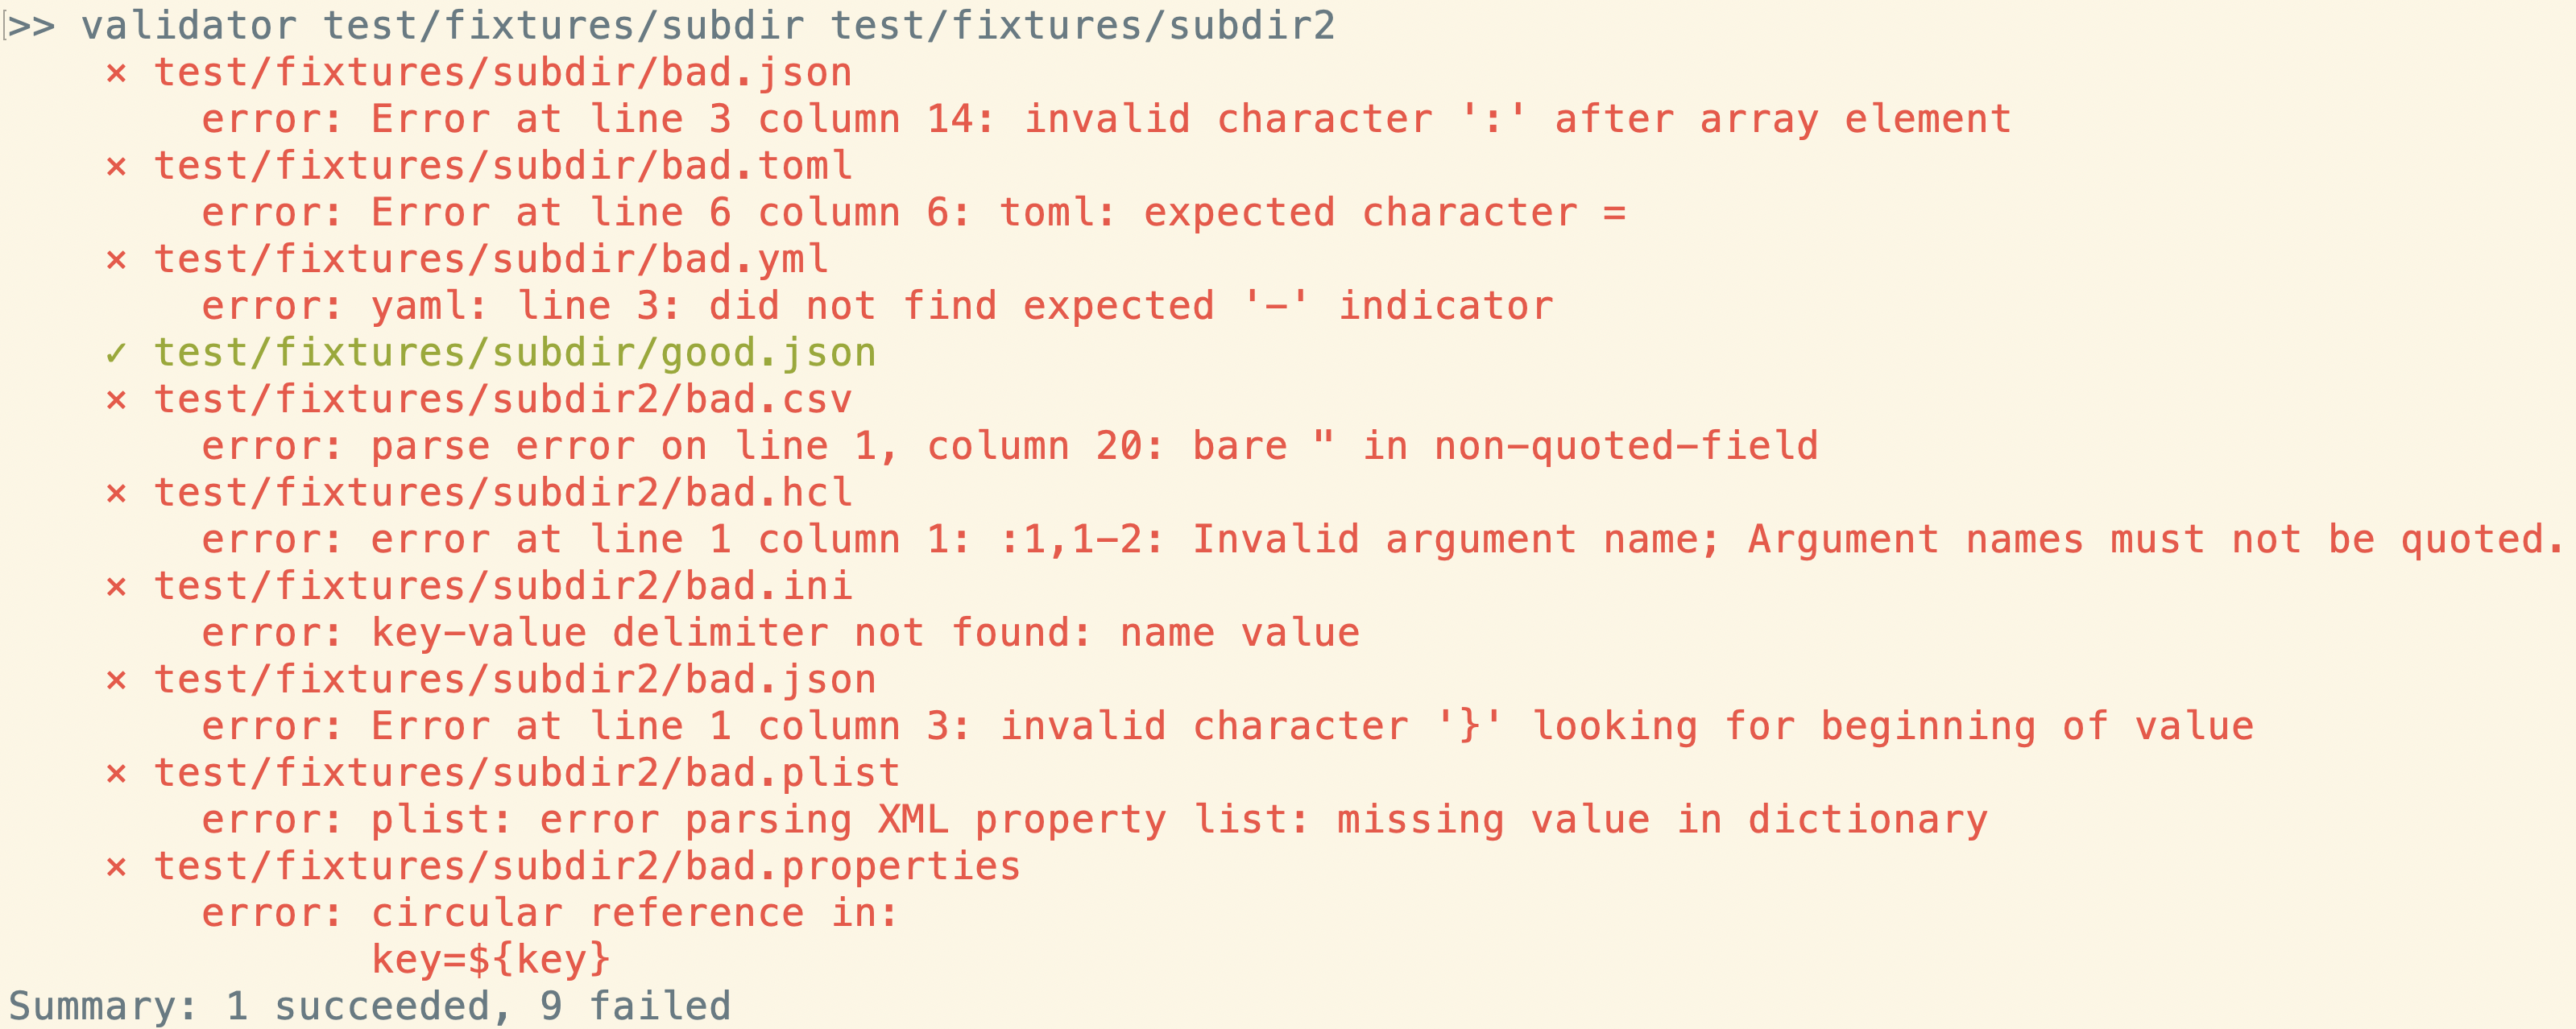 >> validator test/fixtures/subdir test/fixtures/subdir2
× test/fixtures/subdir/bad.json
error: Error at line 3 column 14: invalid character ':' after array element
× test/fixtures/subdir/bad.toml
error: Error at line 6 column 6: toml: expected character =
× test/fixtures/subdir/bad.yml
error: yaml: line 3: did not find expected '-' indicator
✓ test/fixtures/subdir/good.json
× test/fixtures/subdir2/bad.csv
error: parse error on line 1, column 20: bare " in non-quoted-field
× test/fixtures/subdir2/bad.hcl
error: error at line 1 column 1: :1,1-2: Invalid argument name; Argument names must not be quoted.
× test/fixtures/subdir2/bad.ini
error: key-value delimiter not found: name value
× test/fixtures/subdir2/bad.json
error: Error at line 1 column 3: invalid character '}' looking for beginning of value
× test/fixtures/subdir2/bad.plist
error: plist: error parsing XML property list: missing value in dictionary
× test/fixtures/subdir2/bad.properties
error: circular reference in:
key=${key}
Summary: 1 succeeded, 9 failed